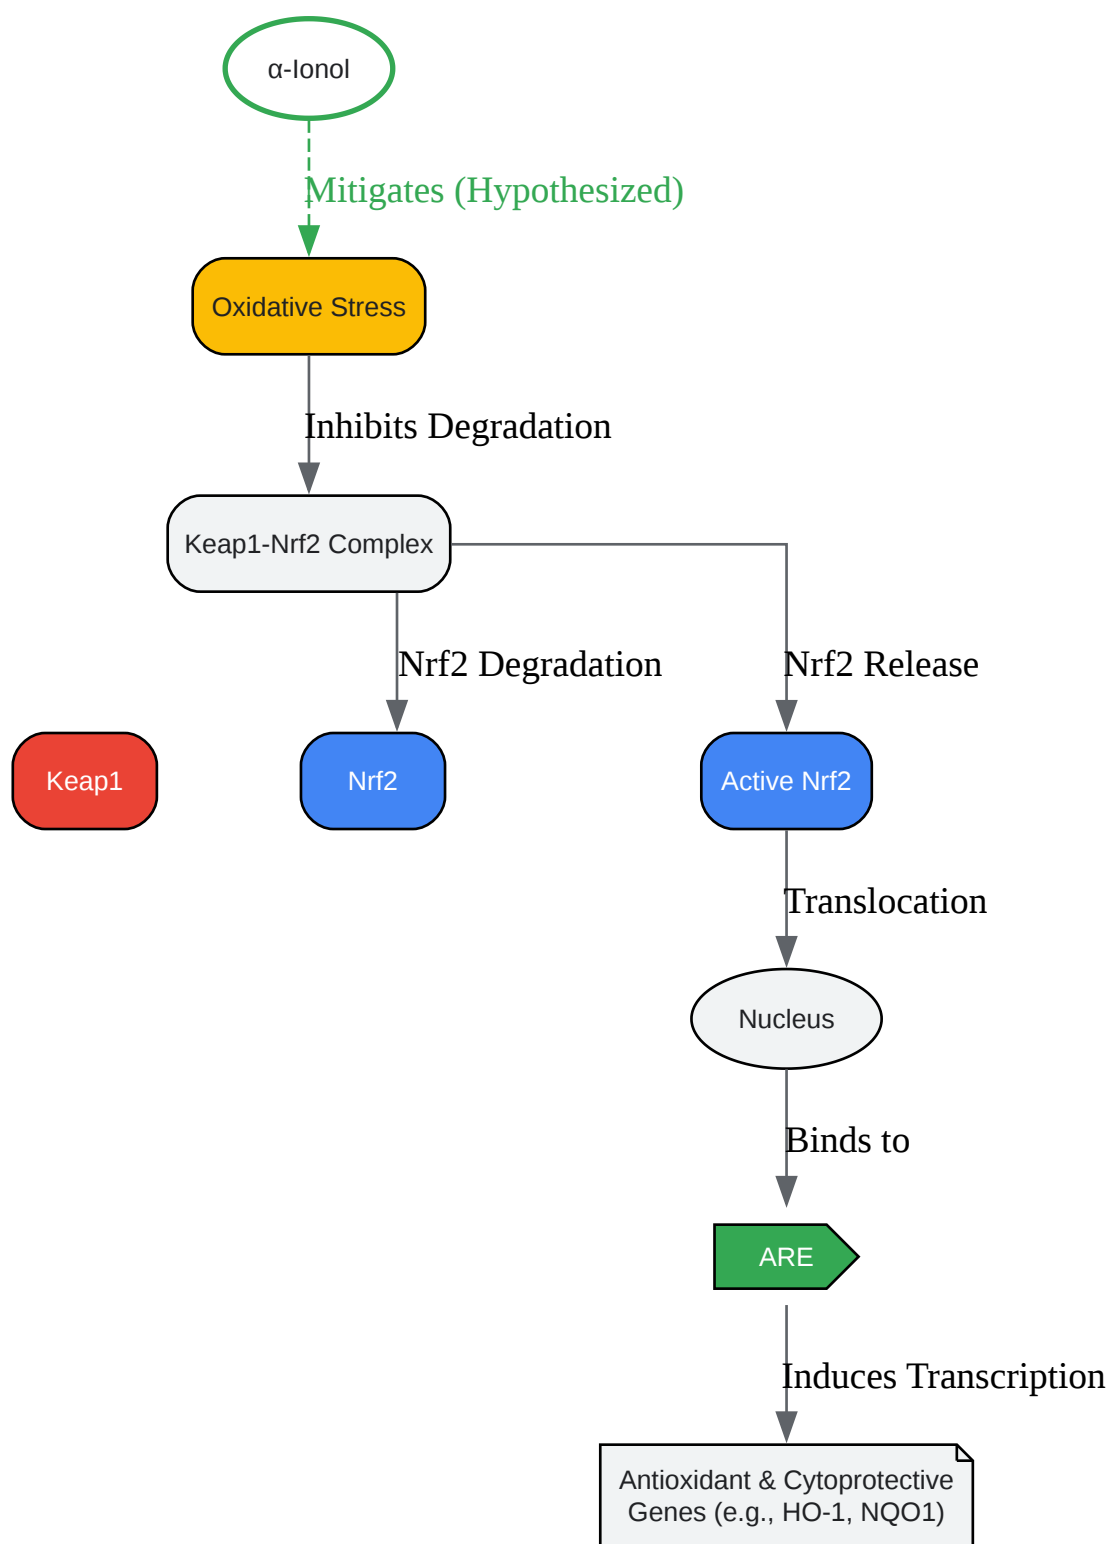 α-Ionol
Mitigates (Hypothesized)
Oxidative Stress
Inhibits Degradation
Keap1-Nrf2 Complex
Nrf2 Degradation
Nrf2 Release
Keap1
Nrf2
Active Nrf2
Translocation
Nucleus
Binds to
ARE
Induces Transcription
Antioxidant & Cytoprotective
Genes (e.g., HO-1, NQO1)